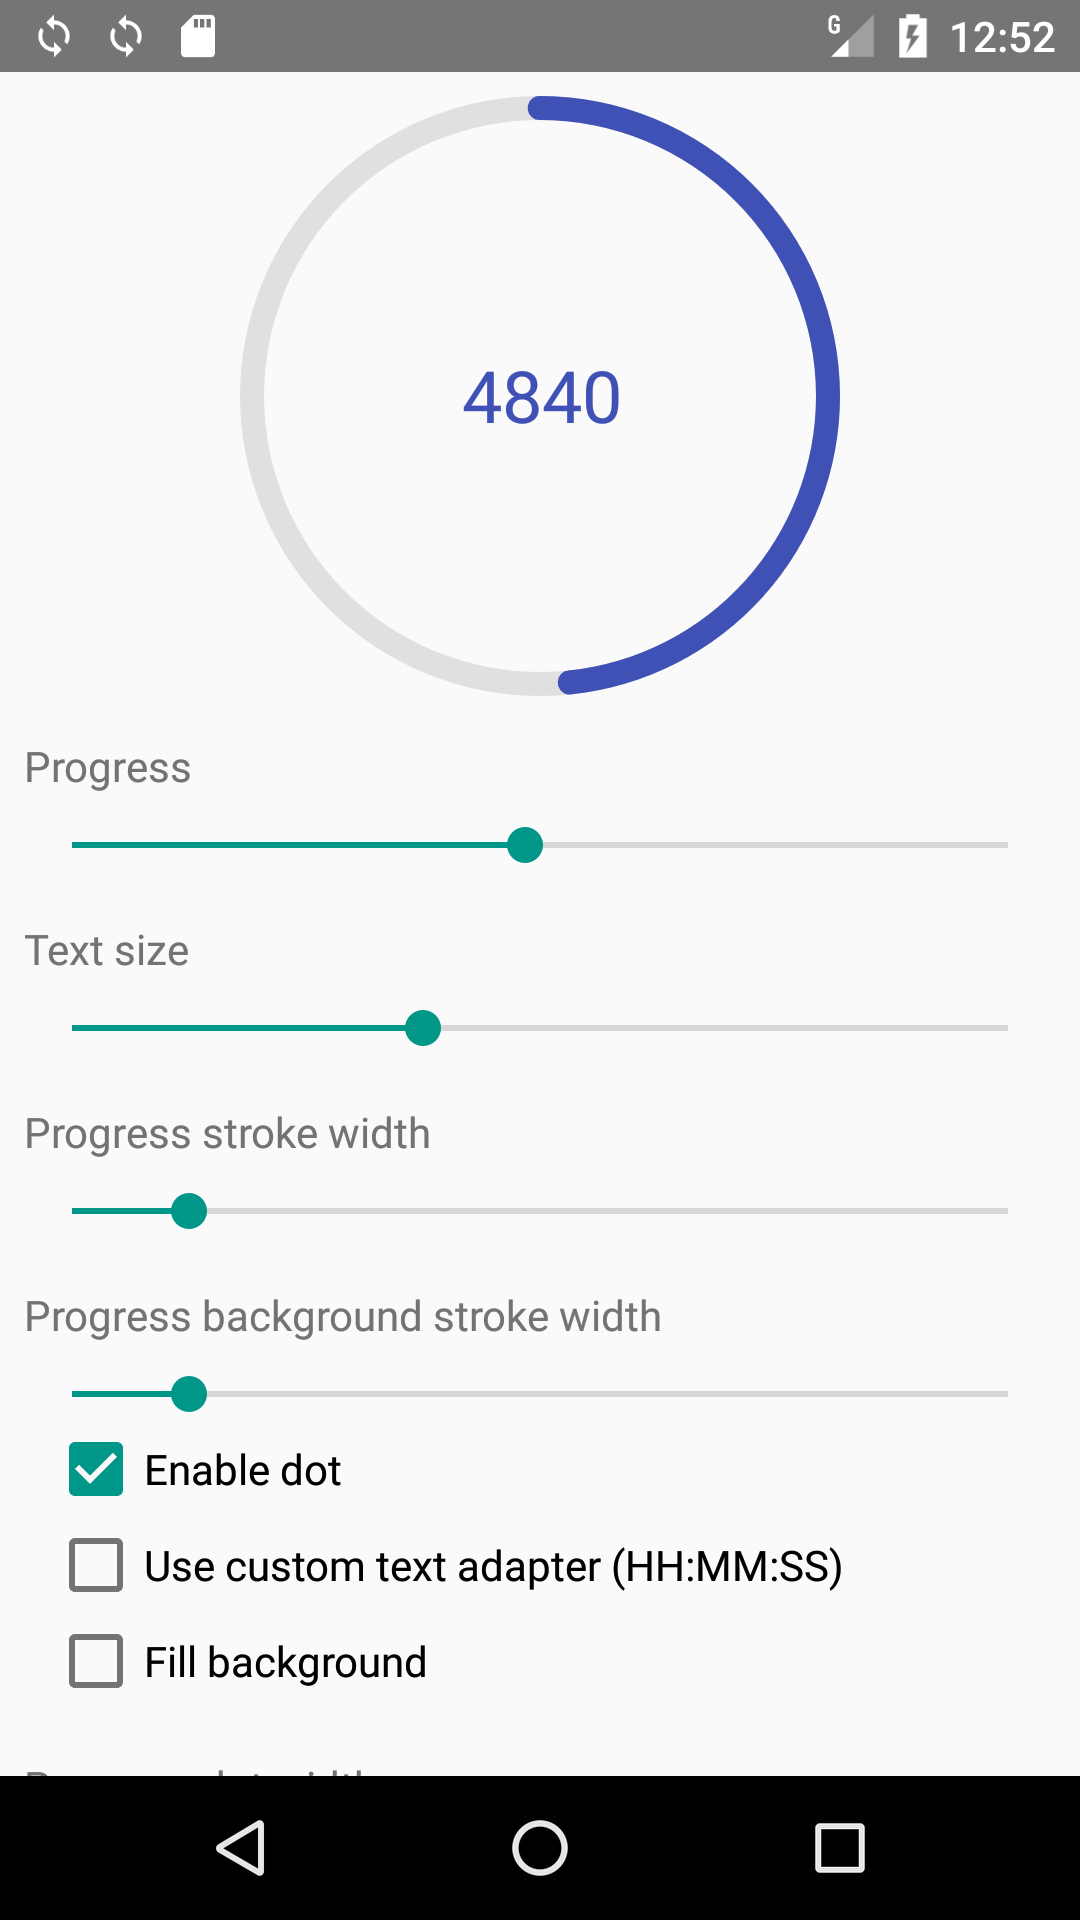 G 12:52
4840
Progress
Text size
Progress stroke width
Progress background stroke width
Enable dot
Use custom text adapter (HH:MM:SS)
Fill background